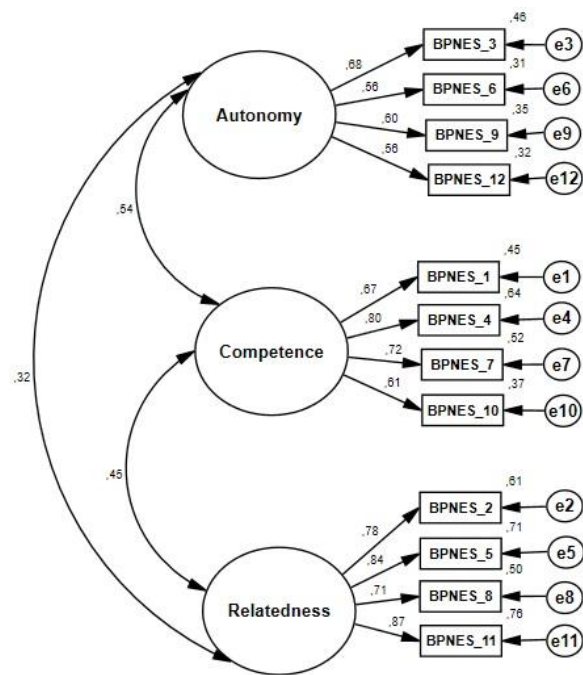 ,46
BPNES_3
e3
,68
,31
,56
BPNES_6
e6
Autonomy
,35
,60
BPNES_9
e9
,32
,56
BPNES_12
e12
,54
,45
BPNES_1
e1
,67
,64
,80
BPNES_4
e4
,52
Competence
,72
BPNES_7
e7
,37
,61
BPNES_10
e10
,32
,45
,61
BPNES_2
e2
,78
,71
,84
BPNES_5
e5
,50
,71
BPNES_8
e8
Relatedness
,76
,87
BPNES_11
e11